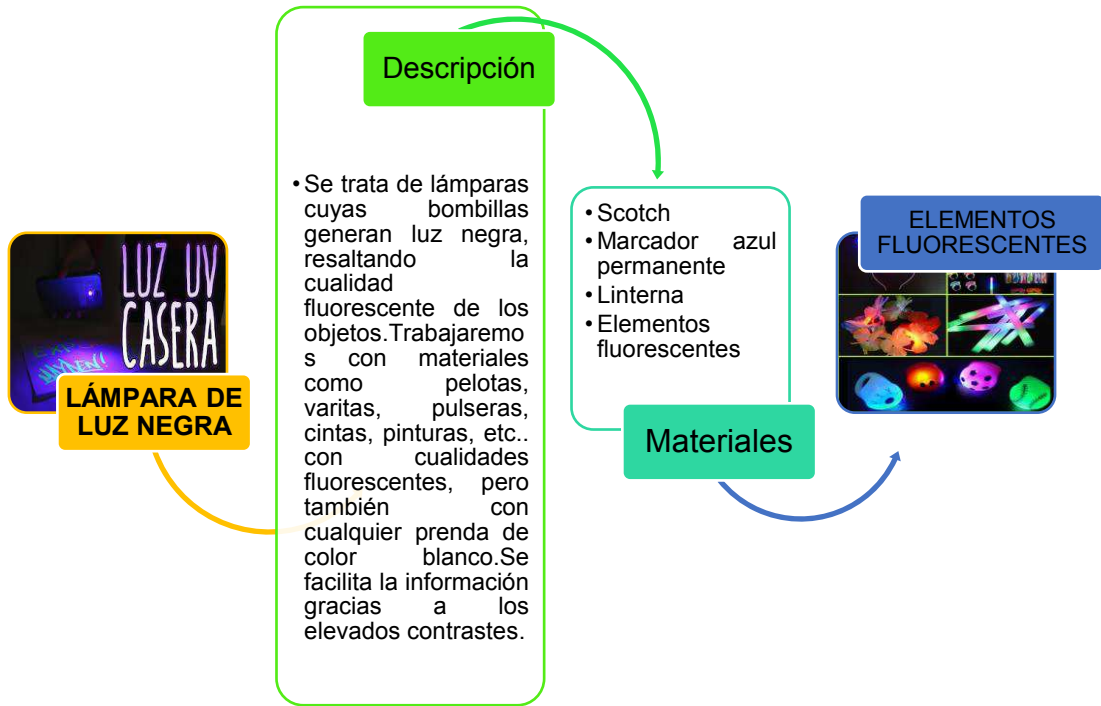 LUZ UV
CASERA
LÁMPARA DE
LUZ NEGRA
Descripción
• Se trata de lámparas
cuyas bombillas
generan luz negra,
resaltando la
cualidad
fluorescente de los
objetos.Trabajaremo
s con materiales
como pelotas,
varitas, pulseras,
cintas, pinturas, etc..
con cualidades
fluorescentes, pero
también con
cualquier prenda de
color blanco.Se
facilita la información
gracias a los
elevados contrastes.
• Scotch
• Marcador azul
permanente
• Linterna
• Elementos
fluorescentes
Materiales
ELEMENTOS
FLUORESCENTES